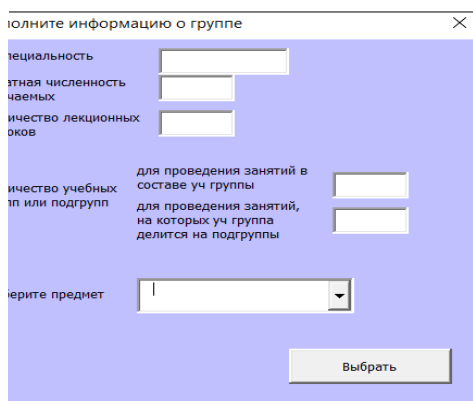 полните информацию о группе
пециальность
атная численность
чаемых
ичество лекционных
оков
для проведения занятий в
составе уч группы
ичество учебных
пп или подгрупп
для проведения занятий,
на которых уч группа
делится на подгруппы
берите предмет
Выбрать